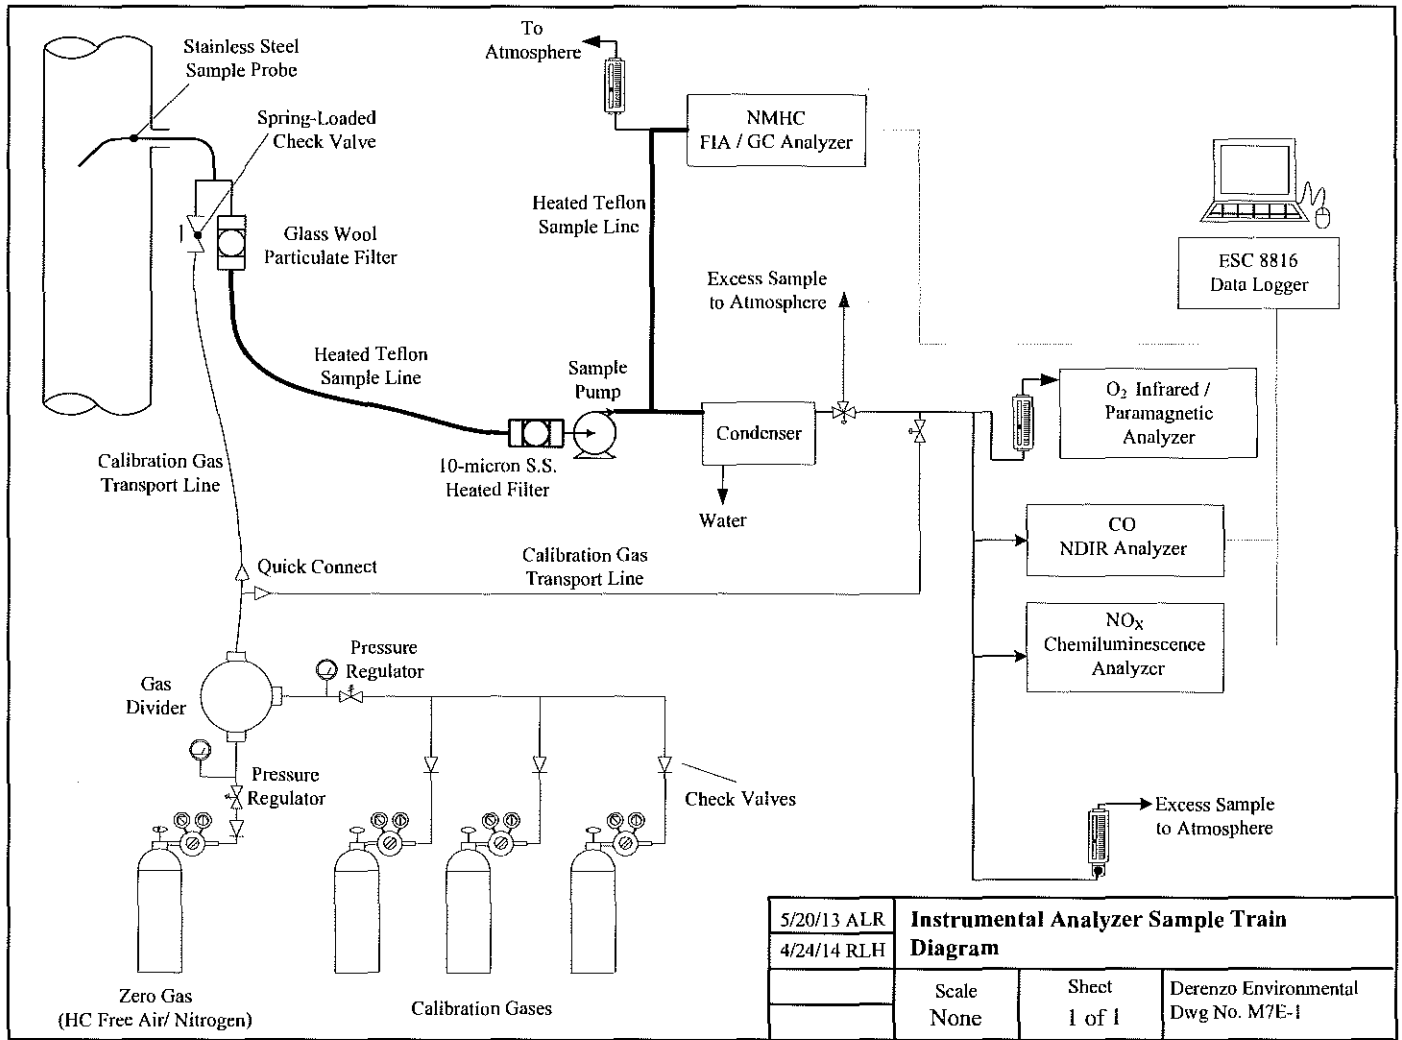 To
Atmosphere
Stainless Steel
Sample Probe
Spring-Loaded
Check Valve
NMHC
FIA / GC Analyzer
Heated Teflon
Sample Line
Glass Wool
Particulate Filter
ESC 8816
Data Logger
Excess Sample
to Atmosphere
Heated Teflon
Sample Line
Sample
Pump
O2 Infrared /
Paramagnetic
Analyzer
Condenser
Calibration Gas
Transport Line
10-micron S.S.
Heated Filter
Water
CO
NDIR Analyzer
Quick Connect
Calibration Gas
Transport Line
NOX
Chemiluminescence
Analyzer
Pressure
Regulator
Gas
Divider
Pressure
Regulator
Check Valves
Excess Sample
to Atmosphere
Zero Gas
(HC Free Air/ Nitrogen)
Calibration Gases
5/20/13 ALR
4/24/14 RLH
Instrumental Analyzer Sample Train
Diagram
Scale
None
Sheet
1 of 1
Derenzo Environmental
Dwg No. M7E-1